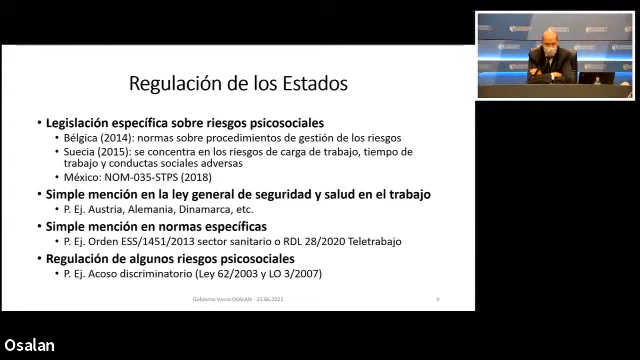 Regulación de los Estados
• Legislación específica sobre riesgos psicosociales
• Bélgica (2014): normas sobre procedimientos de gestión de los riesgos
• Suecia (2015): se concentra en los riesgos de carga de trabajo, tiempo de
trabajo y conductas sociales adversas
• México: NOM-035-STPS (2018)
• Simple mención en la ley general de seguridad y salud en el trabajo
• P. Ej. Austria, Alemania, Dinamarca, etc.
• Simple mención en normas específicas
• P. Ej. Orden ESS/1451/2013 sector sanitario o RDL 28/2020 Teletrabajo
• Regulación de algunos riesgos psicosociales
• P. Ej. Acoso discriminatorio (Ley 62/2003 y LO 3/2007)
Gobierno Vasco-OSALAN - 23.06.2021
9
Osalan